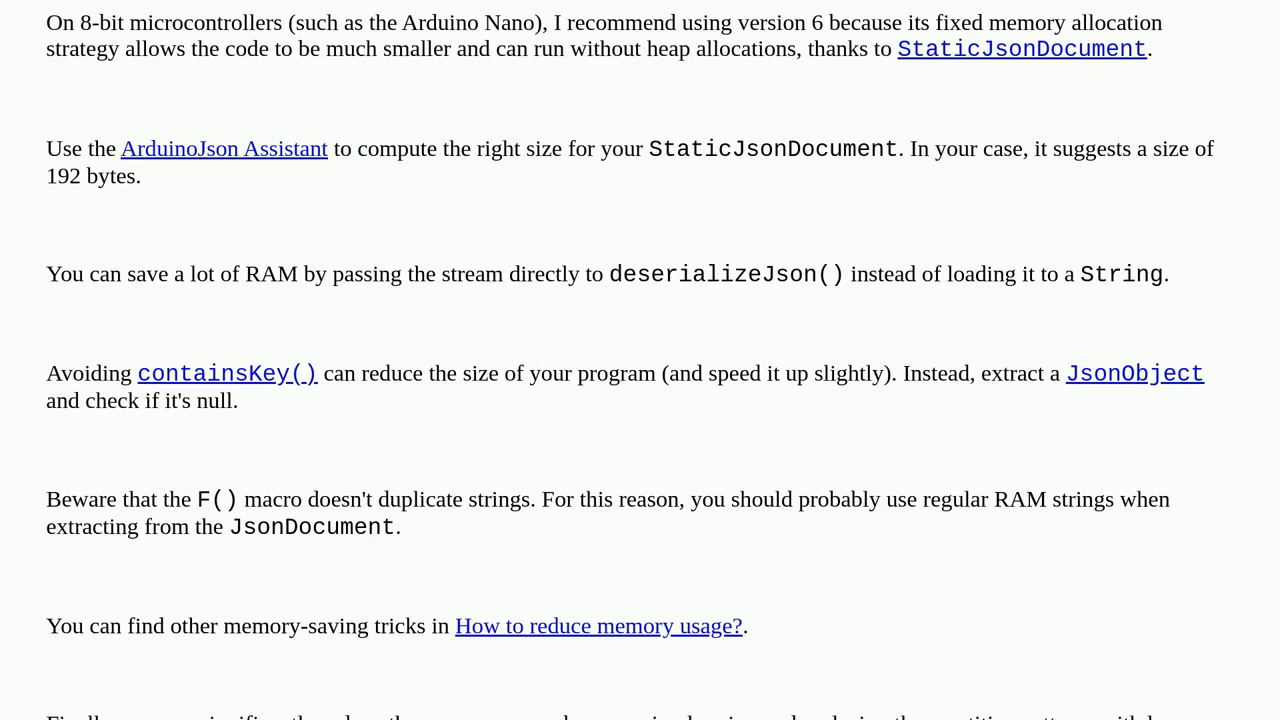 On 8-bit microcontrollers (such as the Arduino Nano), I recommend using version 6 because its fixed memory allocation
strategy allows the code to be much smaller and can run without heap allocations, thanks to StaticJsonDocument.
Use the ArduinoJson Assistant to compute the right size for your StaticJsonDocument. In your case, it suggests a size of
192 bytes.
You can save a lot of RAM by passing the stream directly to deserializeJson() instead of loading it to a String.
Avoiding containsKey() can reduce the size of your program (and speed it up slightly). Instead, extract a JsonObject
and check if it's null.
Beware that the F() macro doesn't duplicate strings. For this reason, you should probably use regular RAM strings when
extracting from the JsonDocument.
You can find other memory-saving tricks in How to reduce memory usage?.